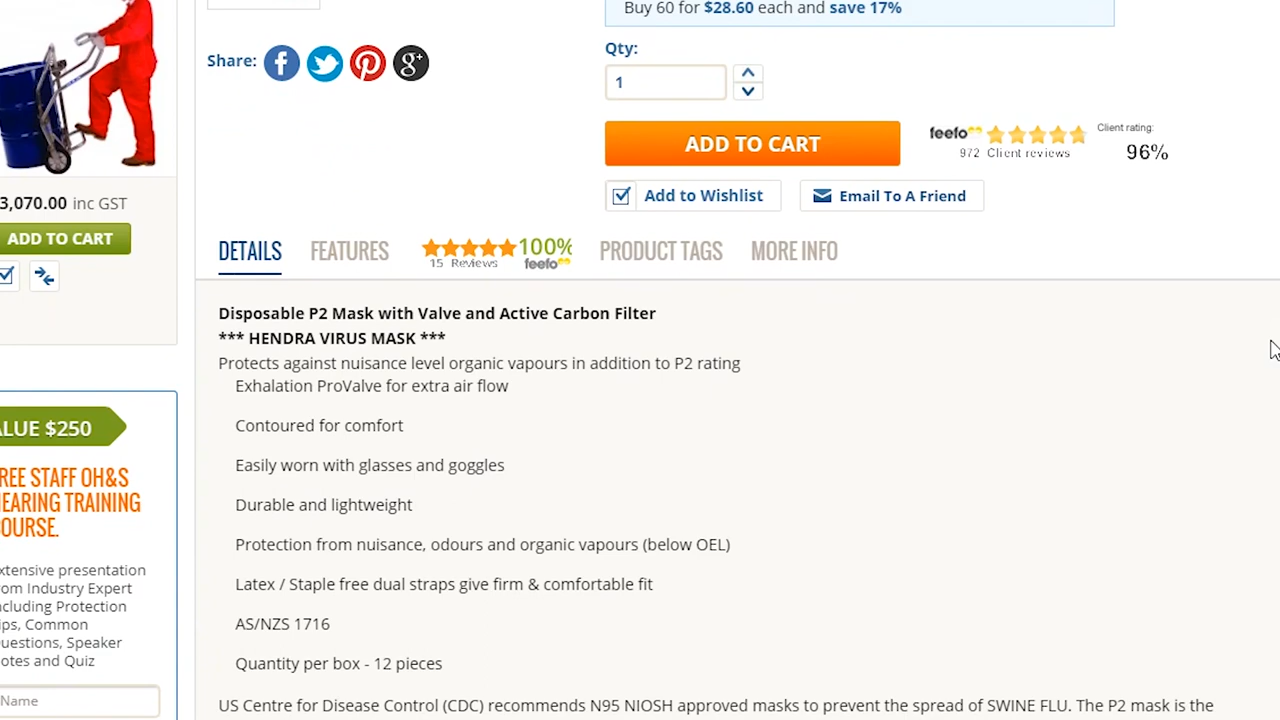 Buy 60 for $28.60 each and save 17%
Share:
Qty:
1
ADD TO CART
feefo
972 Client reviews
Client rating:
96%
Add to Wishlist
Email To A Friend
3,070.00 inc GST
ADD TO CART
DETAILS
FEATURES
100%
15 Reviews
feefo
PRODUCT TAGS
MORE INFO
Disposable P2 Mask with Valve and Active Carbon Filter
*** HENDRA VIRUS MASK ***
Protects against nuisance level organic vapours in addition to P2 rating
Exhalation ProValve for extra air flow
Contoured for comfort
Easily worn with glasses and goggles
Durable and lightweight
Protection from nuisance, odours and organic vapours (below OEL)
Latex / Staple free dual straps give firm & comfortable fit
AS/NZS 1716
Quantity per box - 12 pieces
US Centre for Disease Control (CDC) recommends N95 NIOSH approved masks to prevent the spread of SWINE FLU. The P2 mask is the
ALUE $250
REE STAFF OH&S
EARING TRAINING
OURSE.
xtensive presentation
rom Industry Expert
ncluding Protection
ips, Common
uestions, Speaker
otes and Quiz
Name